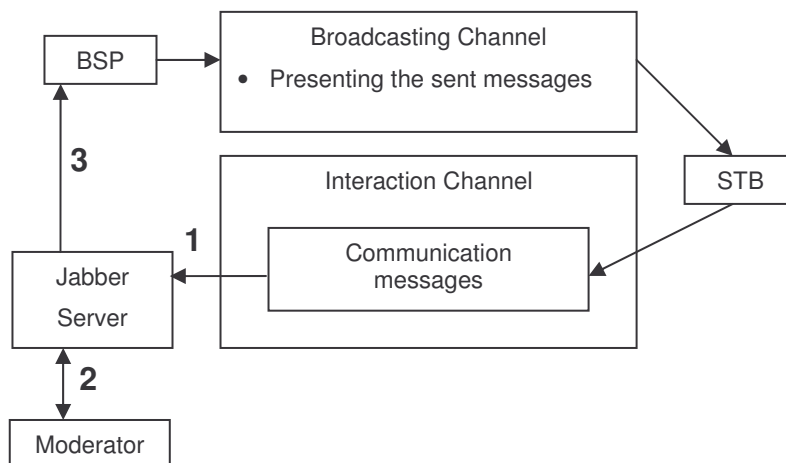 Broadcasting Channel
BSP
• Presenting the sent messages
3
Interaction Channel
STB
1
Communication
messages
Jabber
Server
2
Moderator